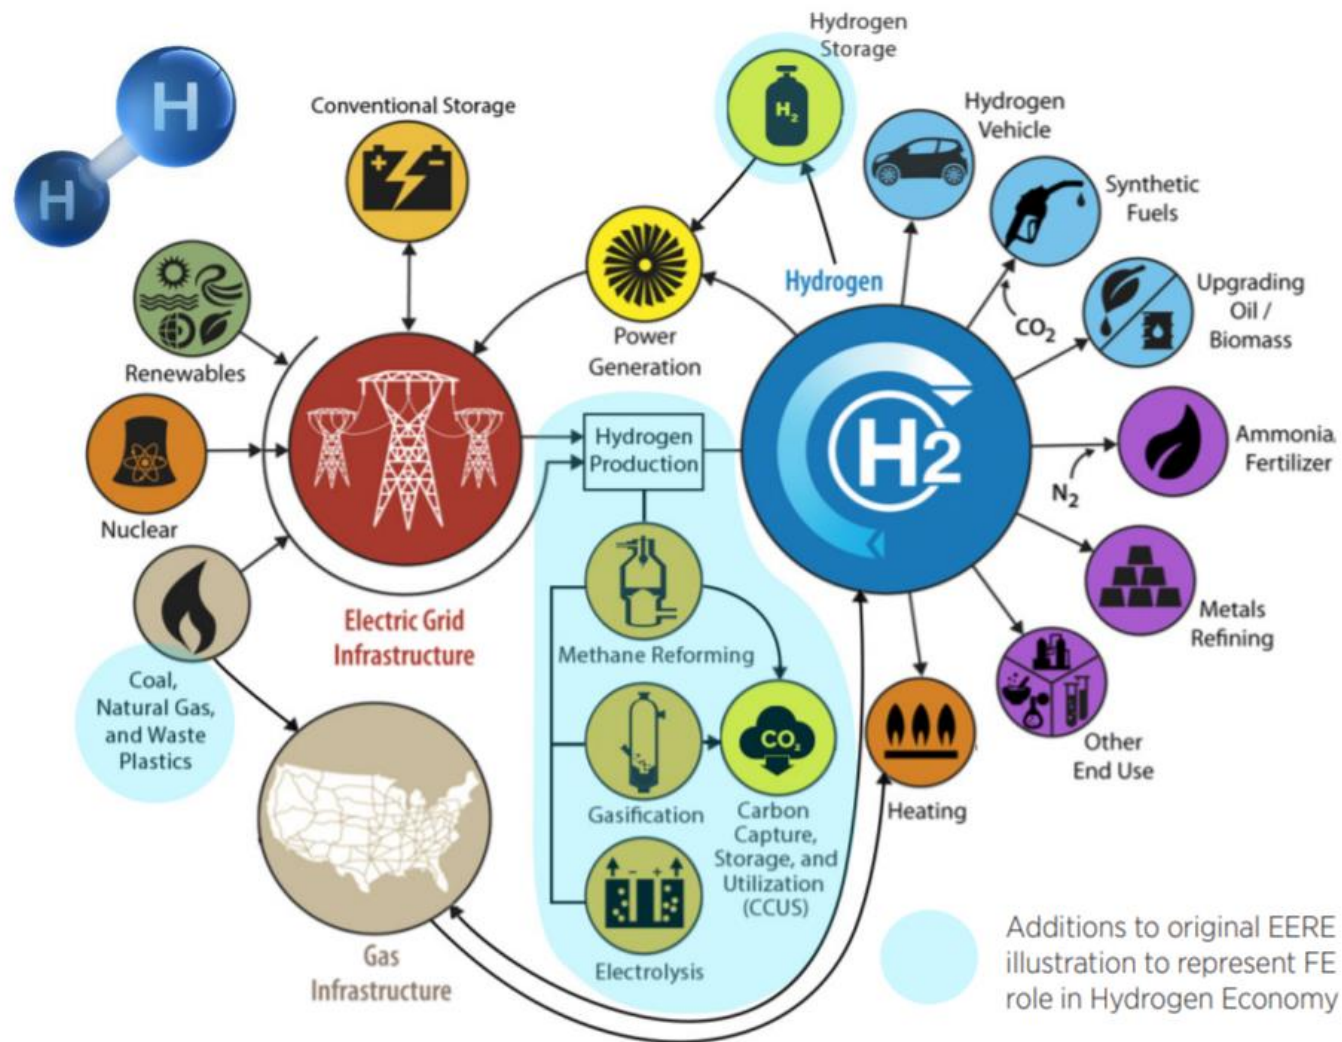 H
H
Conventional Storage
Renewables
Nuclear
Coal,
Natural Gas,
and Waste
Plastics
Electric Grid
Infrastructure
Gas
Infrastructure
Hydrogen
Storage
H₂
Power
Generation
Hydrogen
H2
Hydrogen
Production
Methane Reforming
Gasification
Electrolysis
CO₂
Carbon
Capture,
Storage, and
Utilization
(CCUS)
Hydrogen
Vehicle
Synthetic
Fuels
CO₂
Upgrading
Oil /
Biomass
Ammonia/
Fertilizer
N₂
Metals
Refining
Other
End Use
Heating
Additions to original EERE
illustration to represent FE
role in Hydrogen Economy